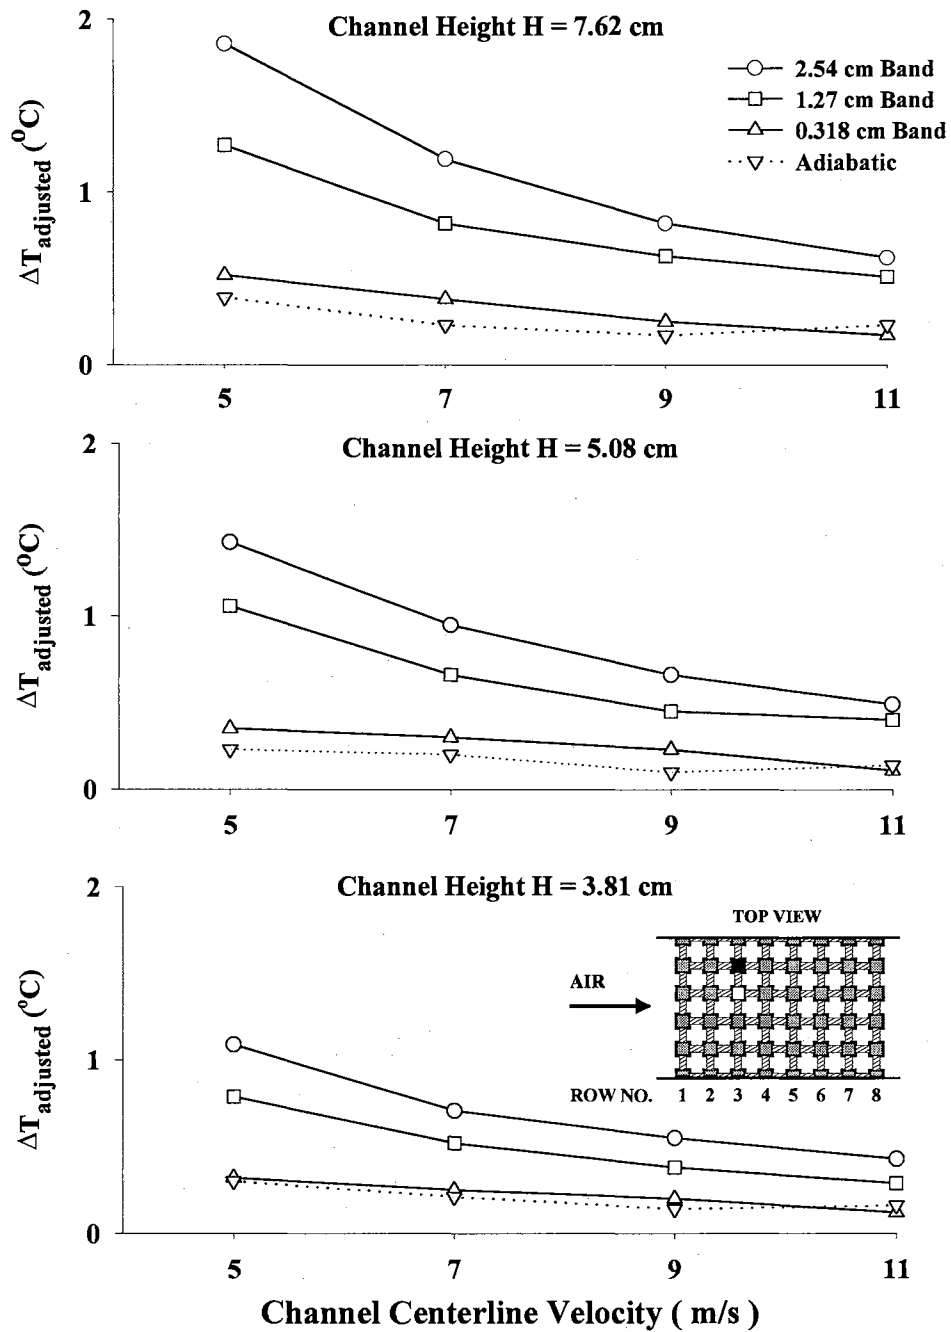 Channel Height H = 7.62 cm
2
1
0
ΔTadjusted (⁰C)
2.54 cm Band
1.27 cm Band
0.318 cm Band
Adiabatic
5 7 9 11
Channel Height H = 5.08 cm
2
1
0
ΔTadjusted (⁰C)
5 7 9 11
Channel Height H = 3.81 cm
2
1
0
ΔTadjusted (⁰C)
TOP VIEW
AIR
ROW NO. 1 2 3 4 5 6 7 8
5 7 9 11
Channel Centerline Velocity ( m/s )